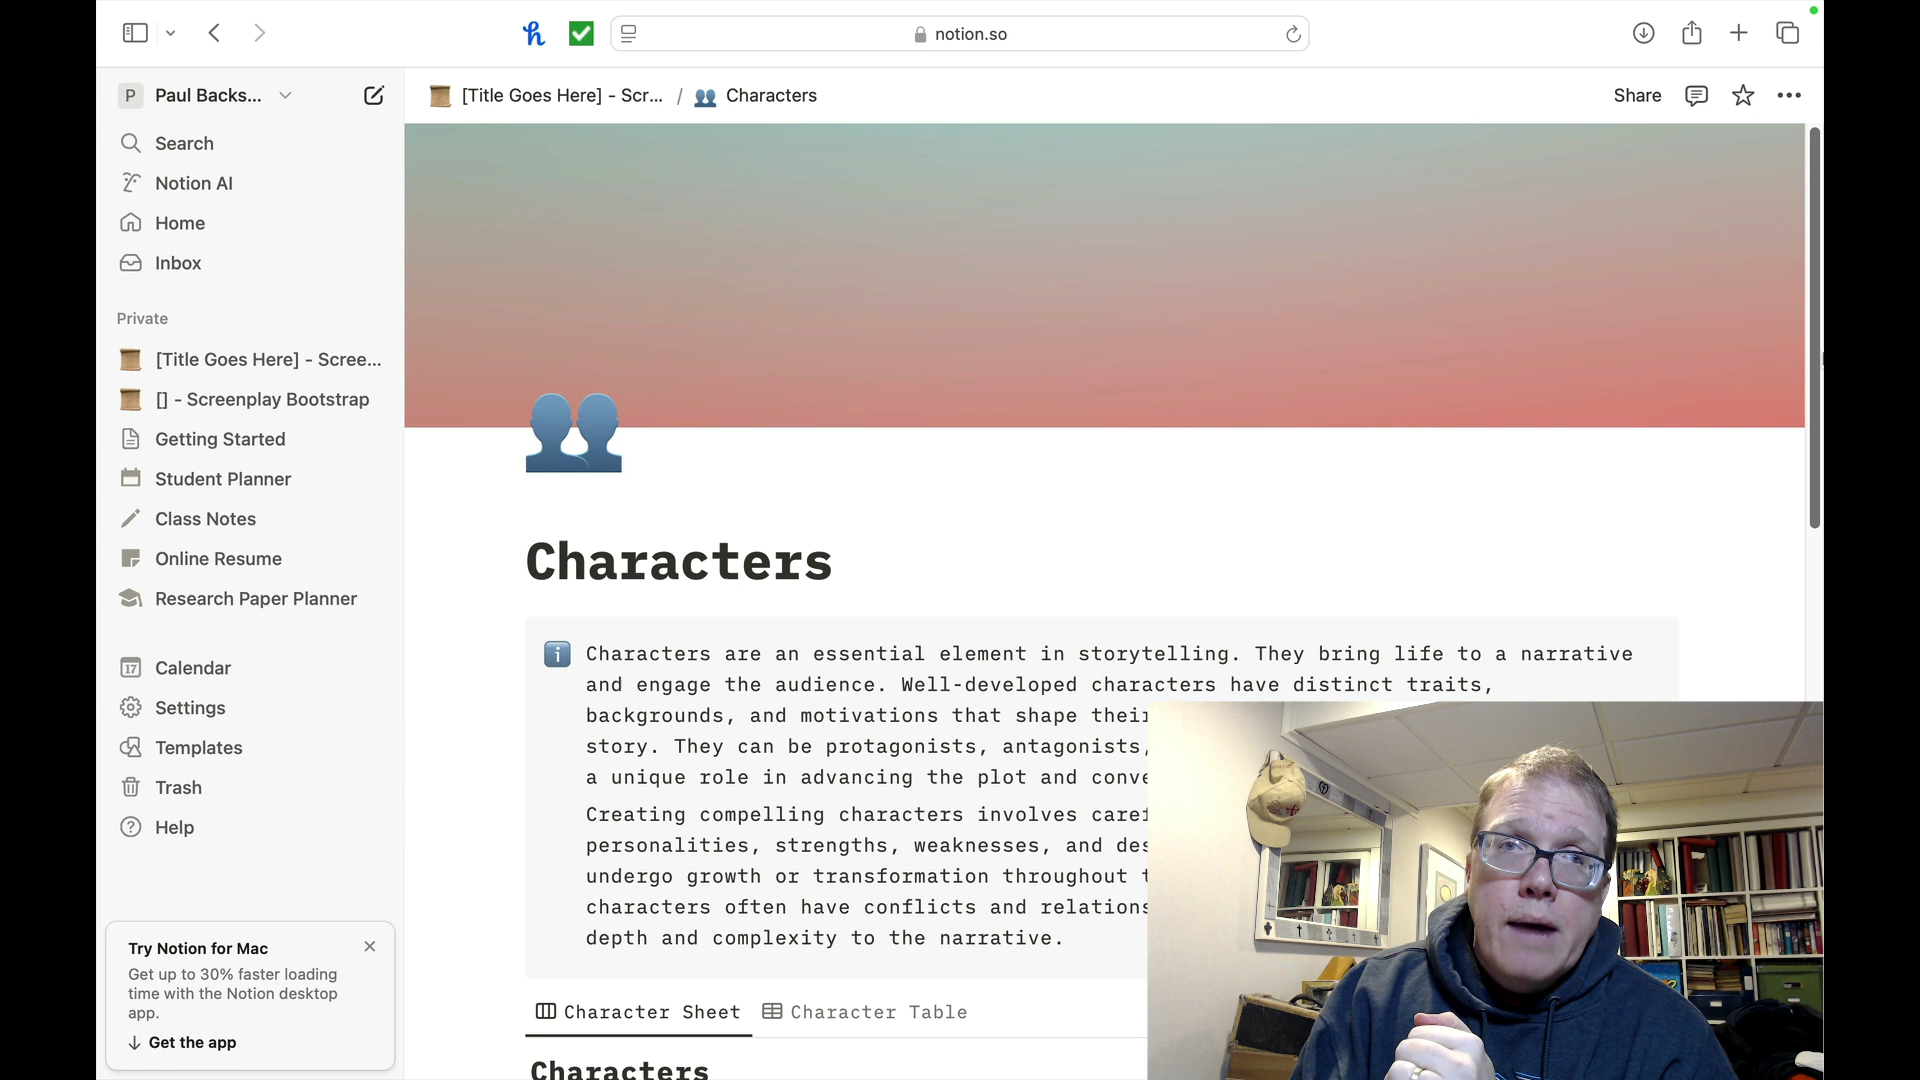 notion.so
P Paul Backs...
[Title Goes Here] - Scr... / Characters
Share
Search
Notion AI
Home
Inbox
Private
[Title Goes Here] - Scree...
[] - Screenplay Bootstrap
Getting Started
Student Planner
Class Notes
Online Resume
Research Paper Planner
17 Calendar
Settings
Templates
Trash
Help
Try Notion for Mac
Get up to 30% faster loading
time with the Notion desktop
app.
Get the app
Characters
Characters are an essential element in storytelling. They bring life to a narrative
and engage the audience. Well-developed characters have distinct traits,
backgrounds, and motivations that shape their
story. They can be protagonists, antagonists,
a unique role in advancing the plot and conve
Creating compelling characters involves caref
personalities, strengths, weaknesses, and des
undergo growth or transformation throughout t
characters often have conflicts and relations
depth and complexity to the narrative.
Character Sheet
Character Table
Characters